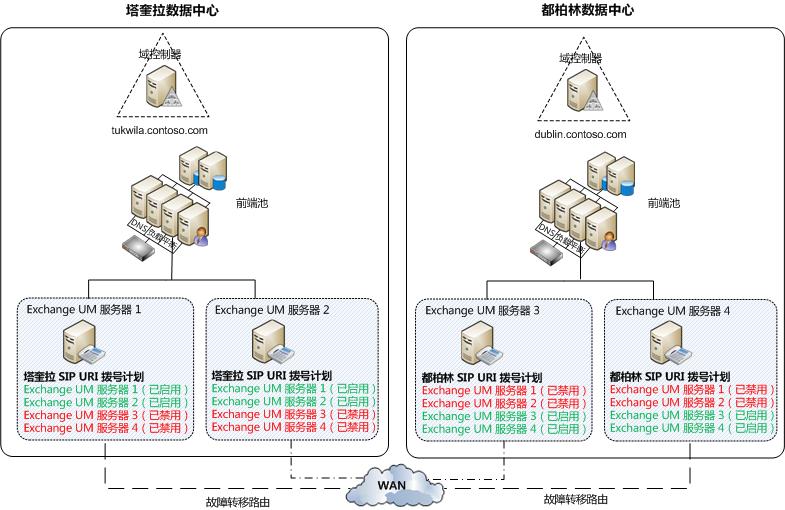 塔奎拉数据中心
域控制器
tukwila.contoso.com
前端池
DNS负载平衡
Exchange UM 服务器 1
塔奎拉 SIP URI 拨号计划
Exchange UM 服务器 1（已启用）
Exchange UM 服务器 2（已启用）
Exchange UM 服务器 3（已禁用）
Exchange UM 服务器 4（已禁用）
Exchange UM 服务器 2
塔奎拉 SIP URI 拨号计划
Exchange UM 服务器 1（已启用）
Exchange UM 服务器 2（已启用）
Exchange UM 服务器 3（已禁用）
Exchange UM 服务器 4（已禁用）
都柏林数据中心
域控制器
dublin.contoso.com
前端池
DNS负载平衡
Exchange UM 服务器 3
都柏林 SIP URI 拨号计划
Exchange UM 服务器 1（已禁用）
Exchange UM 服务器 2（已禁用）
Exchange UM 服务器 3（已启用）
Exchange UM 服务器 4（已启用）
Exchange UM 服务器 4
都柏林 SIP URI 拨号计划
Exchange UM 服务器 1（已禁用）
Exchange UM 服务器 2（已禁用）
Exchange UM 服务器 3（已启用）
Exchange UM 服务器 4（已启用）
故障转移路由
WAN
故障转移路由